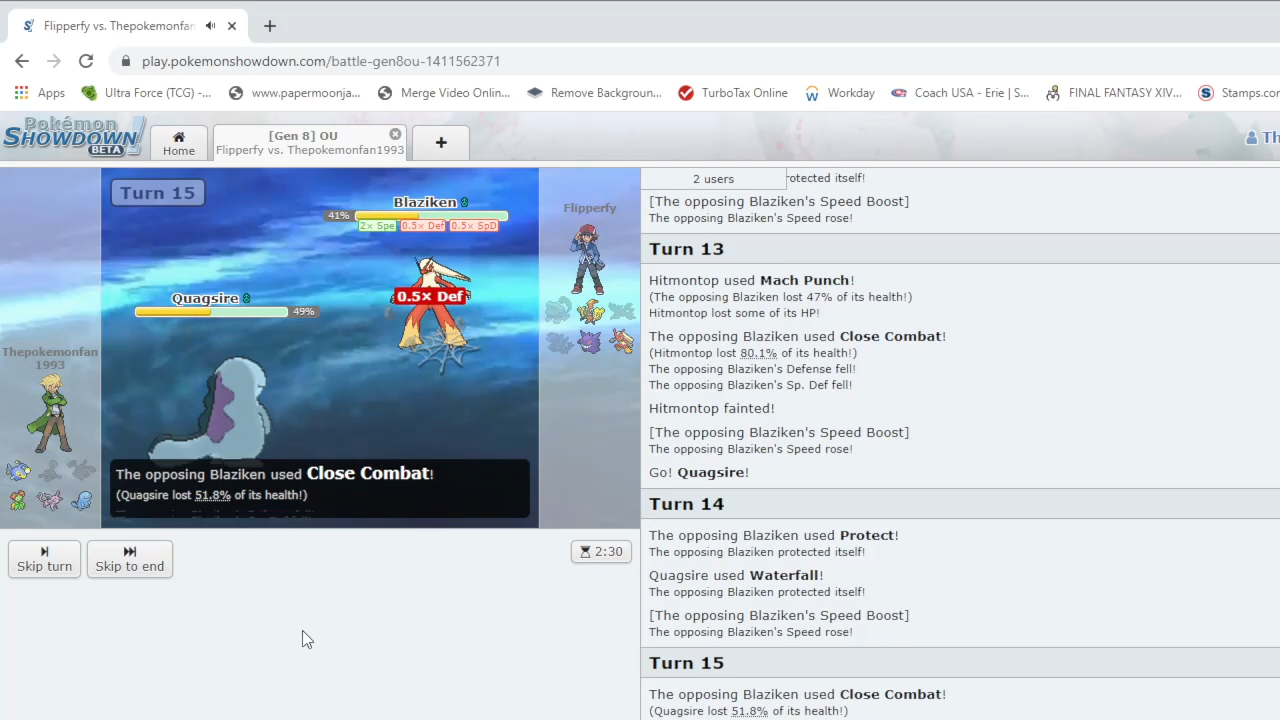 Flipperfy vs. Thepokemonfan
play.pokemonshowdown.com/battle-gen8ou-1411562371
Apps
Ultra Force (TCG) -...
www.papermoonja...
Merge Video Onlin...
Remove Backgroun...
TurboTax Online
Workday
Coach USA - Erie | S...
FINAL FANTASY XIV...
Stamps.com
Pokémon
SHOWDOWN!
BETA
Home
[Gen 8] OU
Flipperfy vs. Thepokemonfan1993
+
Th
Turn 15
Blaziken
41%
2× Spe
0.5× Def
0.5× SpD
0.5× Def
Quagsire
49%
Flipperfy
Thepokemonfan
1993
The opposing Blaziken used Close Combat!
(Quagsire lost 51.8% of its health!)
Skip turn
Skip to end
2:30
2 users
rotected itself!
[The opposing Blaziken's Speed Boost]
The opposing Blaziken's Speed rose!
Turn 13
Hitmontop used Mach Punch!
(The opposing Blaziken lost 47% of its health!)
Hitmontop lost some of its HP!
The opposing Blaziken used Close Combat!
(Hitmontop lost 80.1% of its health!)
The opposing Blaziken's Defense fell!
The opposing Blaziken's Sp. Def fell!
Hitmontop fainted!
[The opposing Blaziken's Speed Boost]
The opposing Blaziken's Speed rose!
Go! Quagsire!
Turn 14
The opposing Blaziken used Protect!
The opposing Blaziken protected itself!
Quagsire used Waterfall!
The opposing Blaziken protected itself!
[The opposing Blaziken's Speed Boost]
The opposing Blaziken's Speed rose!
Turn 15
The opposing Blaziken used Close Combat!
(Quagsire lost 51.8% of its health!)